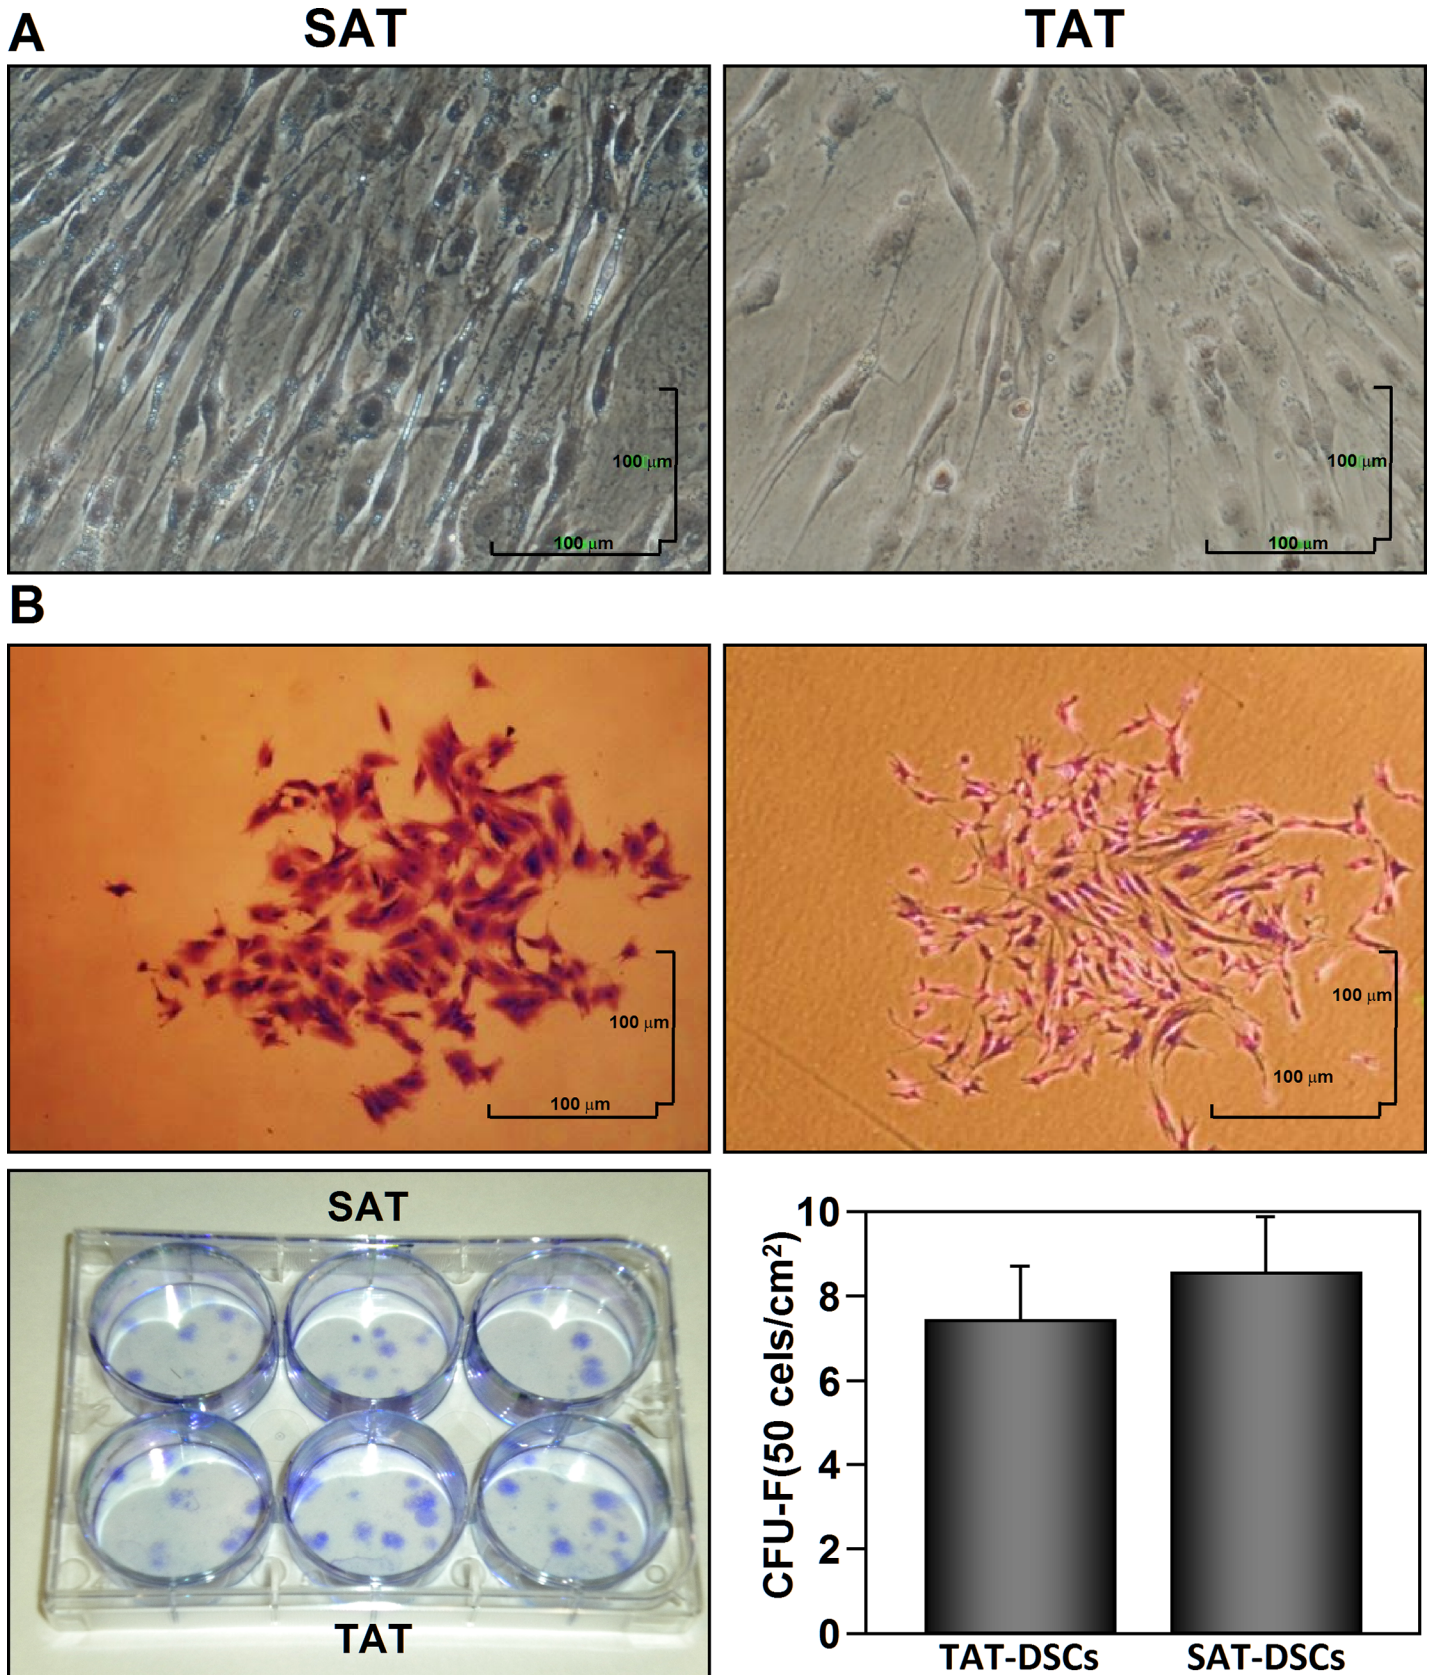 A
SAT
TAT
100 μm
100 μm
100 μm
100 μm
B
100 μm
100 μm
100 μm
100 μm
SAT
TAT
CFU-F(50 cels/cm²)
10
8
6
4
2
0
TAT-DSCs
SAT-DSCs